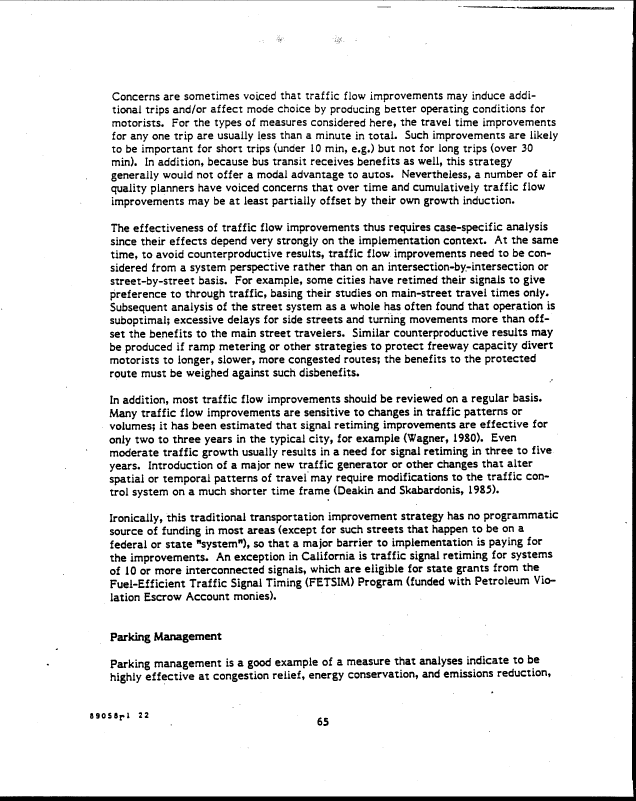 Concerns are sometimes voiced that traffic flow improvements may induce addi-
tional trips and/or affect mode choice by producing better operating conditions for
motorists. For the types of measures considered here, the travel time improvements
for any one trip are usually less than a minute in total. Such improvements are likely
to be important for short trips (under 10 min, e.g.) but not for long trips (over 30
min). In addition, because bus transit receives benefits as well, this strategy
generally would not offer a modal advantage to autos. Nevertheless, a number of air
quality planners have voiced concerns that over time and cumulatively traffic flow
improvements may be at least partially offset by their own growth induction.
The effectiveness of traffic flow improvements thus requires case-specific analysis
since their effects depend very strongly on the implementation context. At the same
time, to avoid counterproductive results, traffic flow improvements need to be con-
sidered from a system perspective rather than on an intersection-by-intersection or
street-by-street basis. For example, some cities have retimed their signals to give
preference to through traffic, basing their studies on main-street travel times only.
Subsequent analysis of the street system as a whole has often found that operation is
suboptimal; excessive delays for side streets and turning movements more than off-
set the benefits to the main street travelers. Similar counterproductive results may
be produced if ramp metering or other strategies to protect freeway capacity divert
motorists to longer, slower, more congested routes; the benefits to the protected
route must be weighed against such disbenefits.
In addition, most traffic flow improvements should be reviewed on a regular basis.
Many traffic flow improvements are sensitive to changes in traffic patterns or
volumes; it has been estimated that signal retiming improvements are effective for
only two to three years in the typical city, for example (Wagner, 1980). Even
moderate traffic growth usually results in a need for signal retiming in three to five
years. Introduction of a major new traffic generator or other changes that alter
spatial or temporal patterns of travel may require modifications to the traffic con-
trol system on a much shorter time frame (Deakin and Skabardonis, 1985).
Ironically, this traditional transportation improvement strategy has no programmatic
source of funding in most areas (except for such streets that happen to be on a
federal or state "system"), so that a major barrier to implementation is paying for
the improvements. An exception in California is traffic signal retiming for systems
of 10 or more interconnected signals, which are eligible for state grants from the
Fuel-Efficient Traffic Signal Timing (FETSIM) Program (funded with Petroleum Vio-
lation Escrow Account monies).
Parking Management
Parking management is a good example of a measure that analyses indicate to be
highly effective at congestion relief, energy conservation, and emissions reduction,
89058r1 22
65